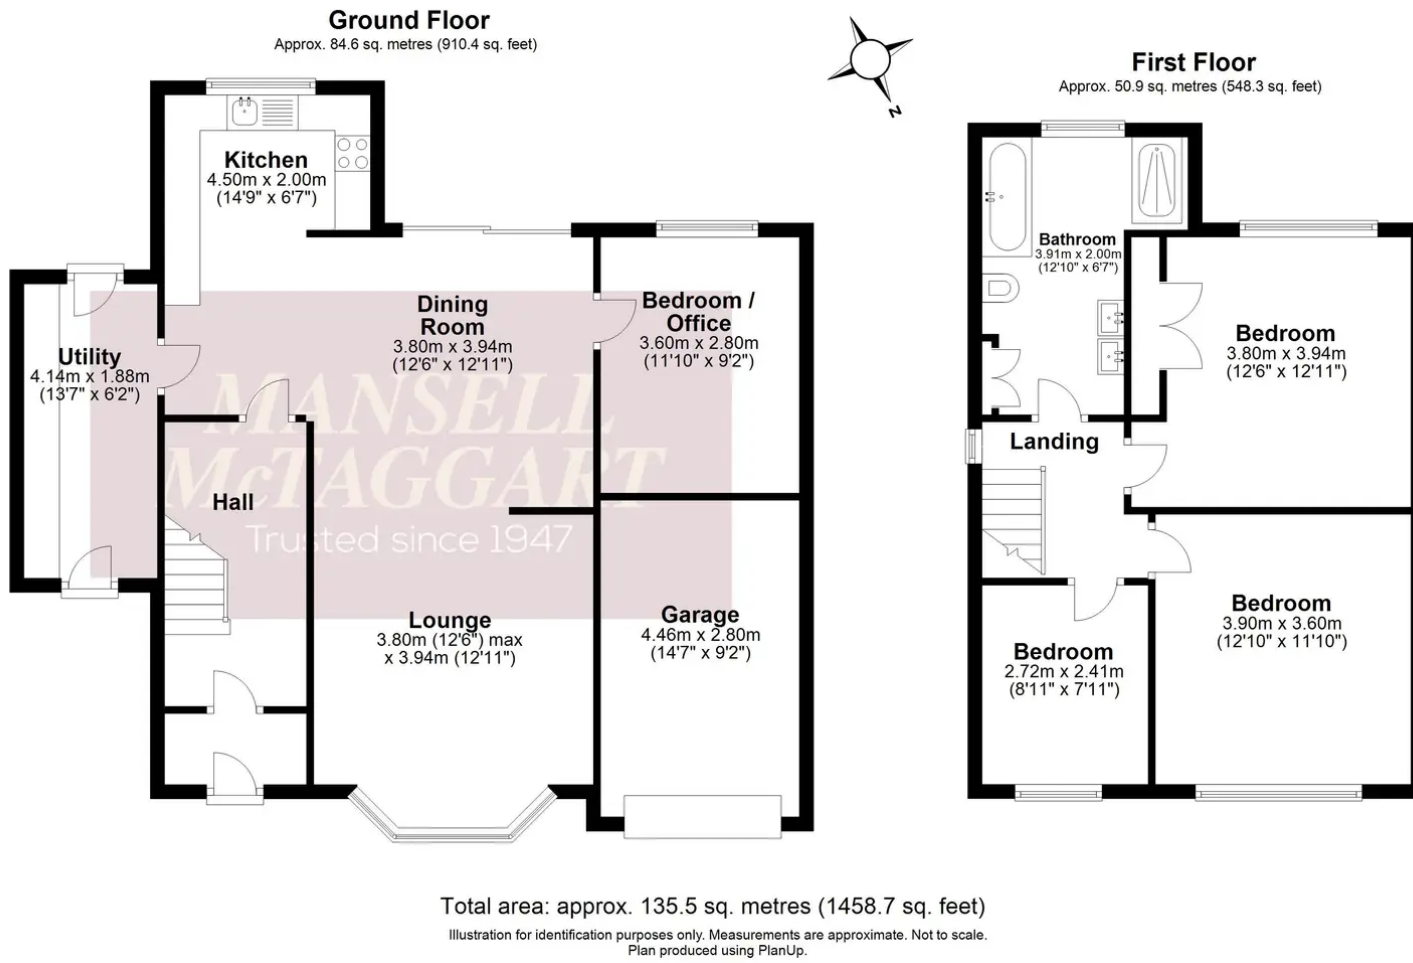 Ground Floor
Approx. 84.6 sq. metres (910.4 sq. feet)
Kitchen
4.50m x 2.00m
(14'9" x 6'7")
Utility
4.14m x 1.88m
(13'7" x 6'2")
Dining
Room
3.80m x 3.94m
(12'6" x 12'11")
Bedroom /
Office
3.60m x 2.80m
(11'10" x 9'2")
Hall
Lounge
3.80m (12'6") max
x 3.94m (12'11")
Garage
4.46m x 2.80m
(14'7" x 9'2")
MANSELL
McTAGGART
Trusted since 1947
N
First Floor
Approx. 50.9 sq. metres (548.3 sq. feet)
Bathroom
3.91m x 2.00m
(12'10" x 6'7")
Bedroom
3.80m x 3.94m
(12'6" x 12'11")
Landing
Bedroom
3.90m x 3.60m
(12'10" x 11'10")
Bedroom
2.72m x 2.41m
(8'11" x 7'11")
Total area: approx. 135.5 sq. metres (1458.7 sq. feet)
Illustration for identification purposes only. Measurements are approximate. Not to scale.
Plan produced using PlanUp.